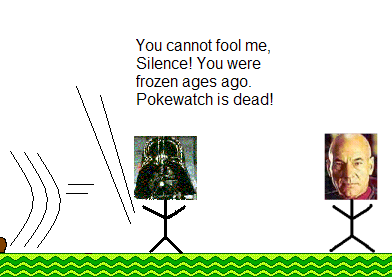 You cannot fool me,
Silence! You were
frozen ages ago.
Pokewatch is dead!